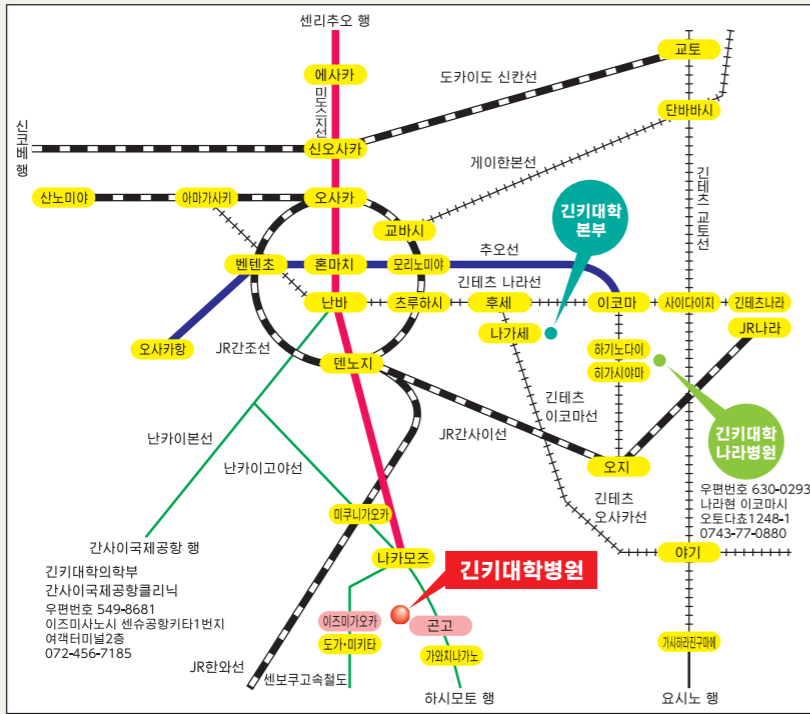 센리추오 행
에사카
미도스지선
교토
도카이도 신칸선
단바바시
신코베 행
신오사카
게이한본선
산노미야
아마가사키
오사카
교바시
긴키대학
본부
긴테츠 교토선
벤텐초
혼마치
모리노미야
추오선
긴테츠 나라선
난바
츠루하시
후세
이코마
사이다이지
긴테츠나라
나가세
JR나라
오사카항
JR간조선
하기노다이
히가시야마
덴노지
긴테츠
이코마선
난카이본선
난카이고야선
JR간사이선
긴키대학
나라병원
오지
우편번호 630-0293
나라현 이코마시
오토다쵸1248-1
0743-77-0880
긴테츠
오사카선
미쿠니가오카
간사이국제공항 행
나카모즈
야기
긴키대학병원
긴키대학의학부
간사이국제공항클리닉
우편번호 549-8681
이즈미사노시 센슈공항키타1번지
여객터미널2층
072-456-7185
이즈미가오카
곤고
도가·미키타
가와치나가노
가시하라진구마에
JR한와선
센보쿠고속철도
하시모토 행
요시노 행